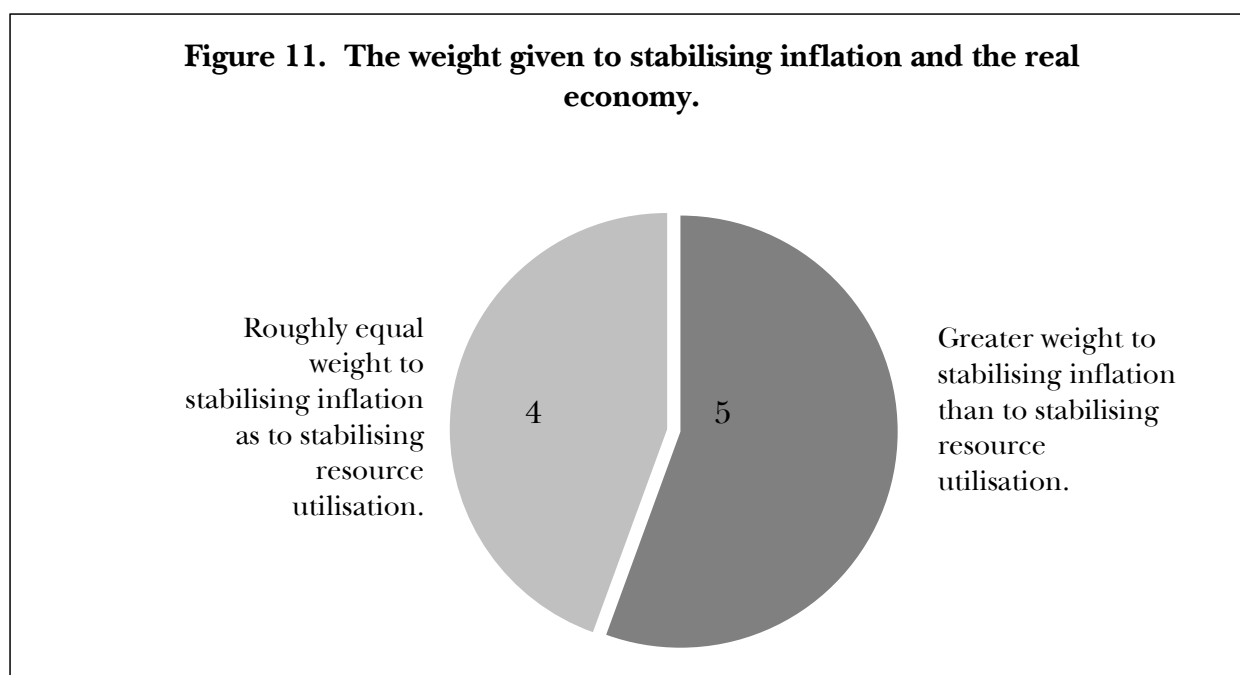 Figure 11. The weight given to stabilising inflation and the real
economy.
Roughly equal
weight to
stabilising inflation
as to stabilising
resource
utilisation.
4
5
Greater weight to
stabilising inflation
than to stabilising
resource
utilisation.